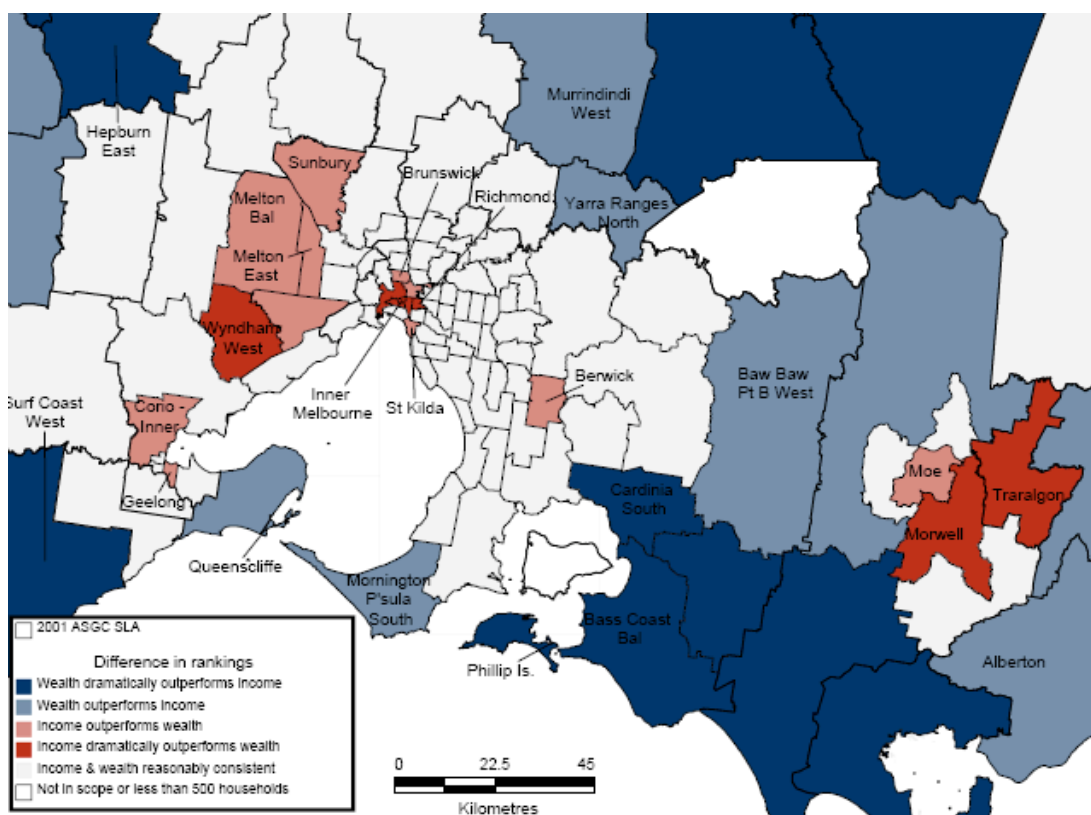 Murrindindi
West
Hepburn
East
Sunbury
Brunswick
Richmond.
Melton
Bal
Yarra Ranges
North
Melton
East
Wyndham
West
Inner
Melbourne
St Kilda
Berwick
Baw Baw
Pt B West
Surf Coast
West
Corio -
Inner
Geelong
Moe
Traralgon
Cardinia
South
Morwell
Queenscliffe
Mornington
P'sula
South
Bass Coast
Bal
Phillip Is.
Alberton
2001 ASGC SLA
Difference in rankings
Wealth dramatically outperforms Income
Wealth outperforms Income
Income outperforms wealth
Income dramatically outperforms wealth
Income & wealth reasonably consistent
Not in scope or less than 500 households
0 22.5 45
Kilometres